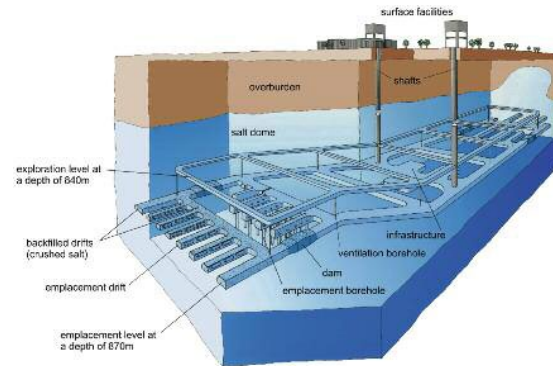 surface facilities
shafts
overburden
salt dome
exploration level at
a depth of 840m
backfilled drifts
(crushed salt)
infrastructure
ventilation borehole
dam
emplacement drift
emplacement borehole
emplacement level at
a depth of 870m